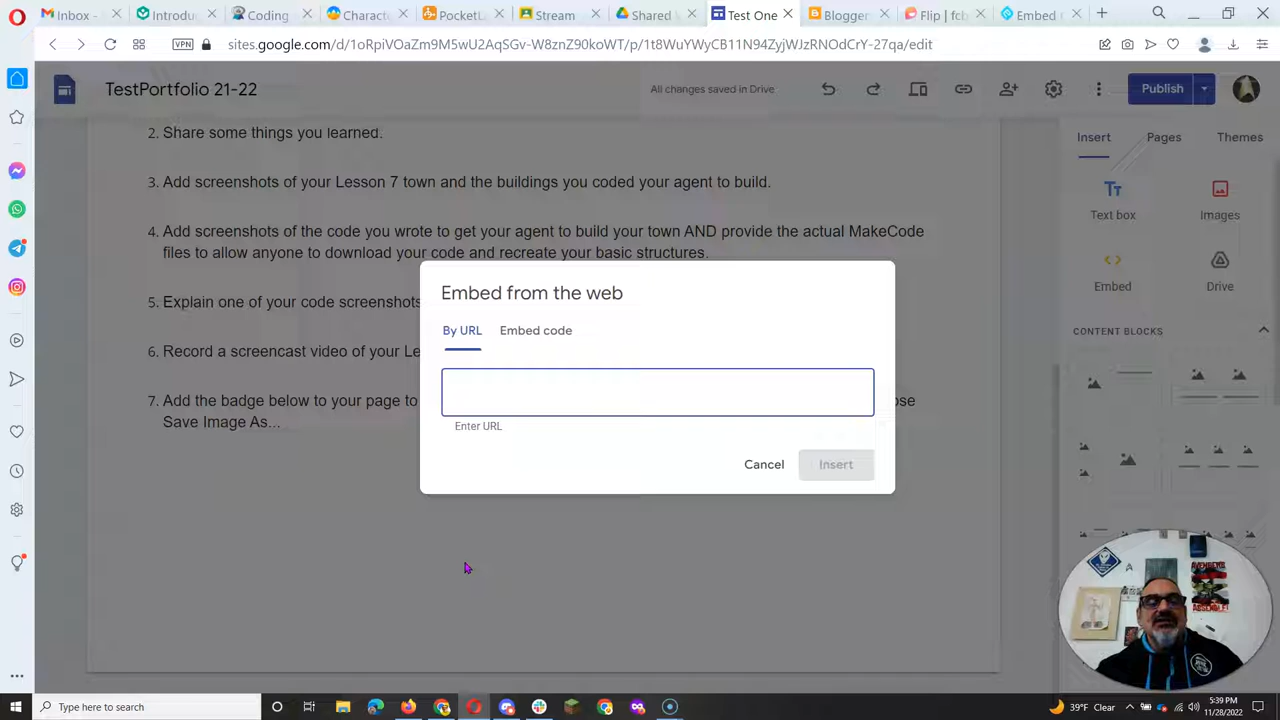 Inbox -
Introduc
Coding
Characte
PocketL
Stream
Shared M
Test One
Blogger
Flip | fcb
Embed C
VPN
sites.google.com/d/1oRpiVOaZm9M5wU2AqSGv-W8znZ90koWT/p/1t8WuYWyCB11N94ZyjWJzRNOdCrY-27qa/edit
TestPortfolio 21-22
All changes saved in Drive
Publish
2. Share some things you learned.
3. Add screenshots of your Lesson 7 town and the buildings you coded your agent to build.
4. Add screenshots of the code you wrote to get your agent to build your town AND provide the actual MakeCode
files to allow anyone to download your code and recreate your basic structures.
5. Explain one of your code screenshots
6. Record a screencast video of your Le
7. Add the badge below to your page to
ose
Save Image As...
Embed from the web
By URL
Embed code
Enter URL
Cancel
Insert
Insert
Pages
Themes
Text box
Images
Embed
Drive
CONTENT BLOCKS
Type here to search
39°F Clear
5:39 PM
11/28/2022